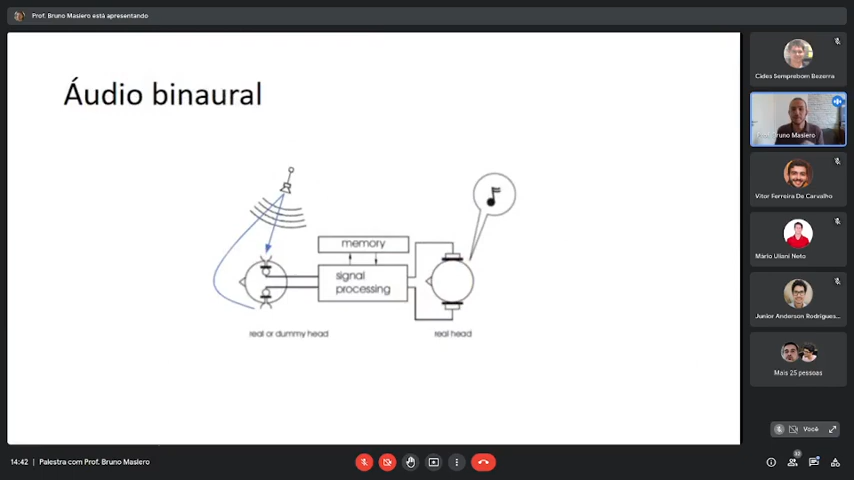 Prof. Bruno Masiero está apresentando
Áudio binaural
memory
signal
processing
real or dummy head
real head
Cides Semprebom Bezerra
Bruno Masiero
Vitor Ferreira De Carvalho
Mário Uliani Neto
Junior Anderson Rodrigues...
Mais 25 pessoas
Você
14:42 | Palestra com Prof. Bruno Masiero